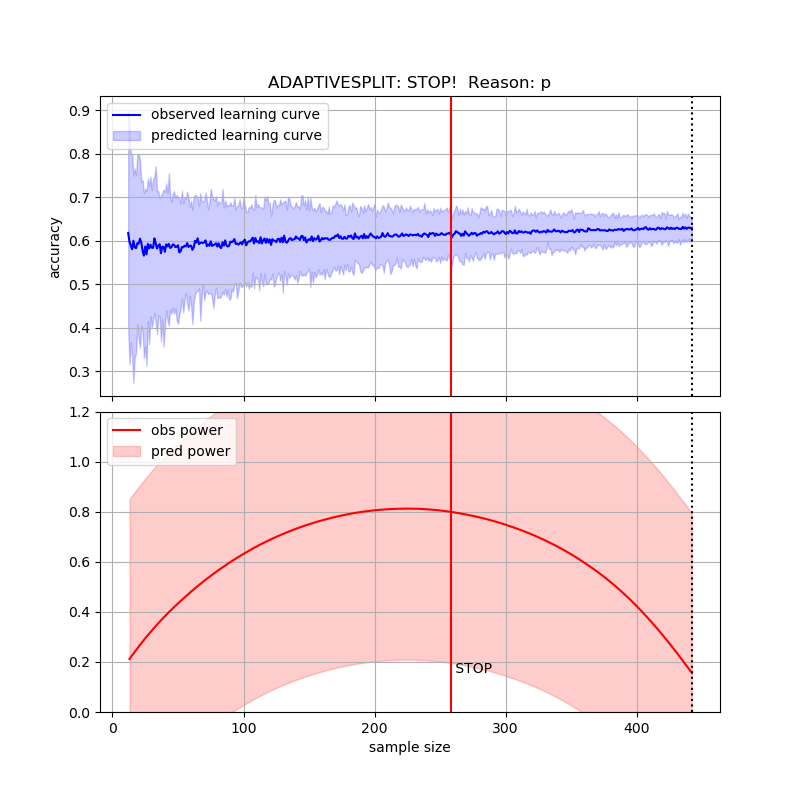 ADAPTIVESPLIT: STOP!  Reason: p
observed learning curve
predicted learning curve
accuracy
0.9
0.8
0.7
0.6
0.5
0.4
0.3
obs power
pred power
1.2
1.0
0.8
0.6
0.4
0.2
0.0
STOP
0 100 200 300 400
sample size